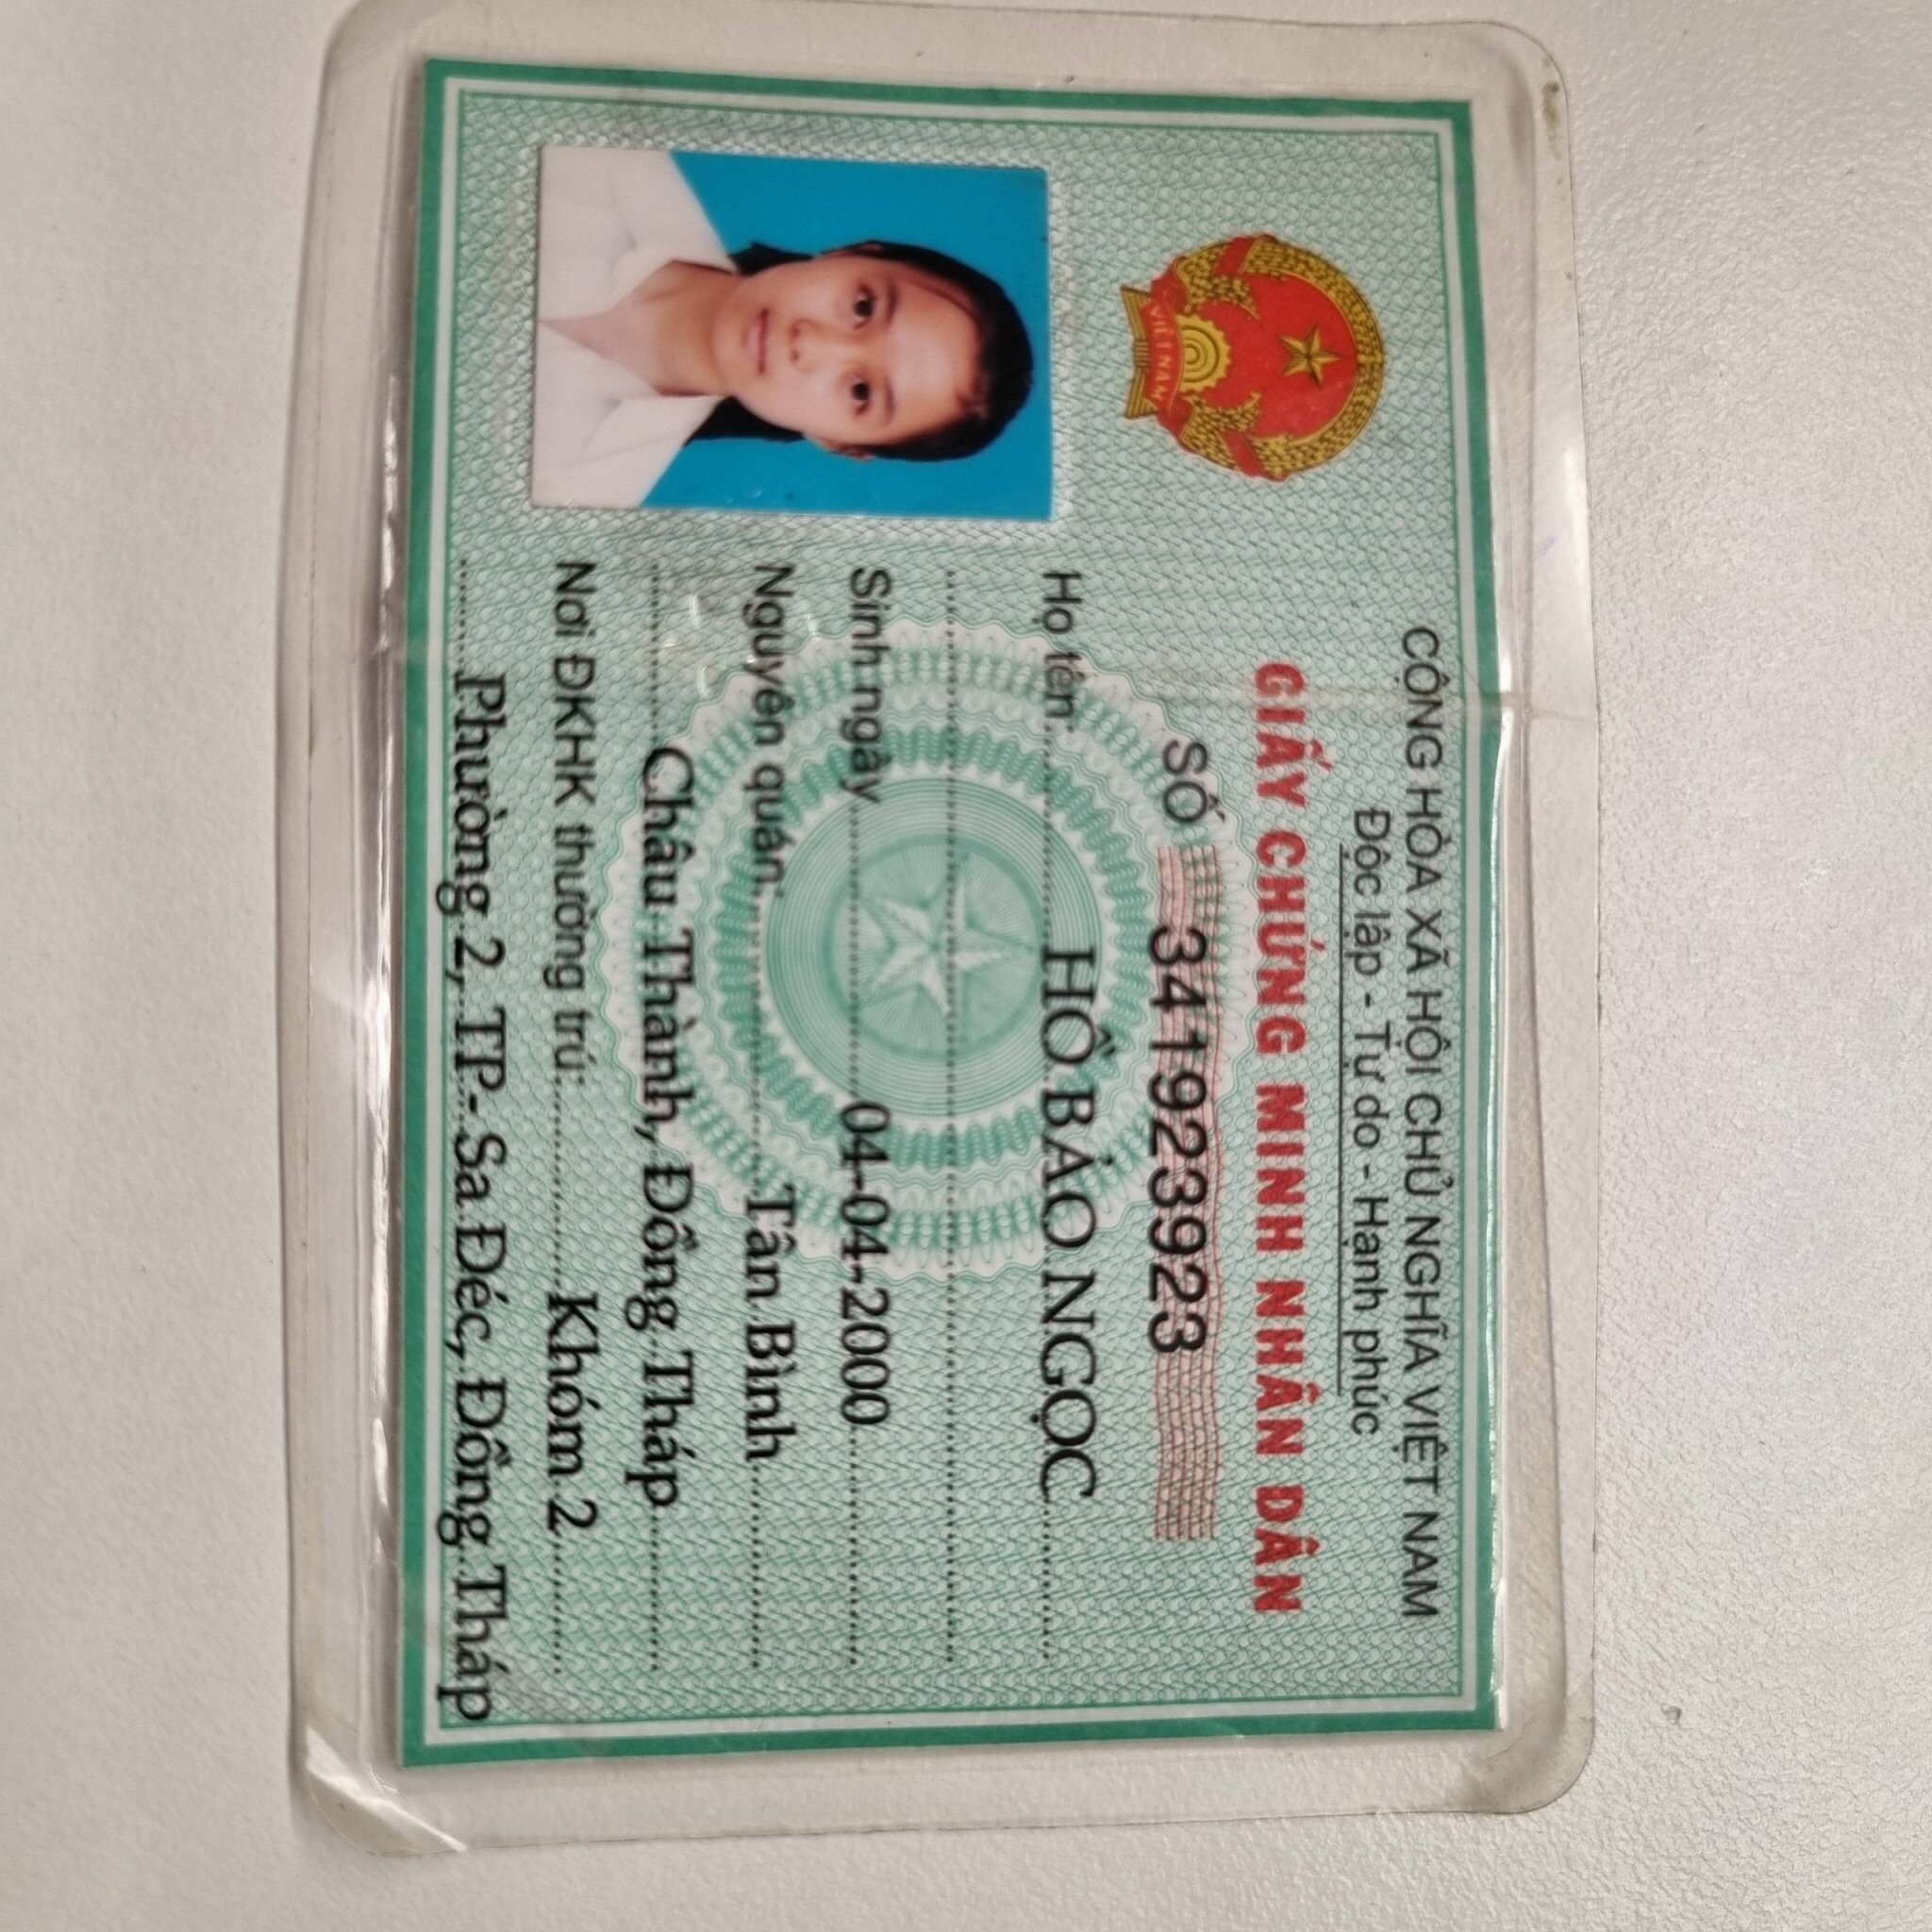 CỘNG HÒA XÃ HỘI CHỦ NGHĨA VIỆT NAM
Độc lập - Tự do - Hạnh phúc
GIẤY CHỨNG MINH NHÂN DÂN
SỐ 341923923
Họ tên: HỒ BẢO NGỌC
Sinh ngày 04-04-2000
Nguyên quán: Tân Bình
Châu Thành, Đồng Tháp
Nơi ĐKHK thường trú: Khóm 2
Phường 2, TP- Sa Đéc, Đồng Tháp
VIỆT NAM